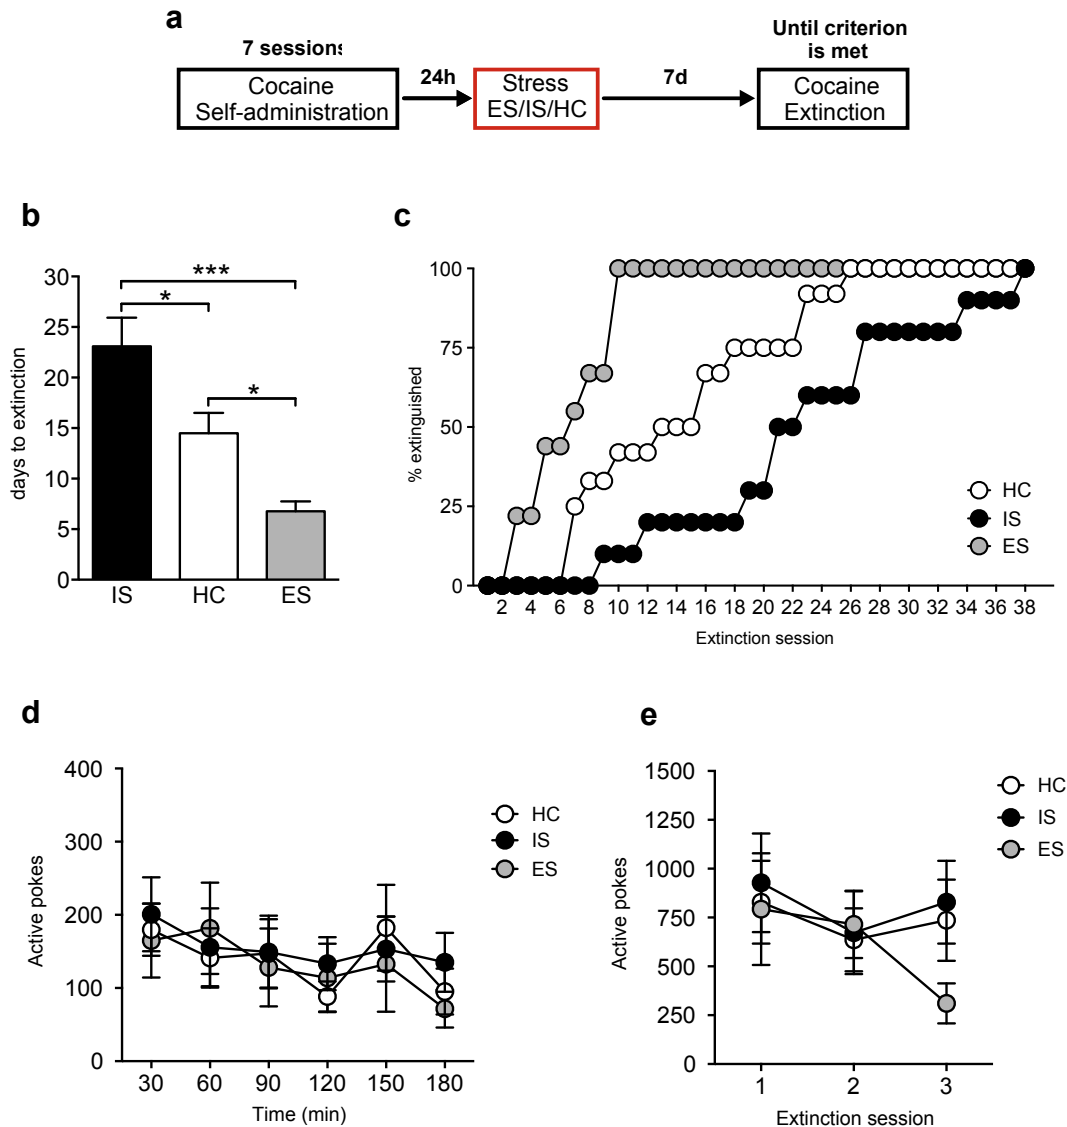 a
7 sessions
Cocaine
Self-administration
24h
Stress
ES/IS/HC
7d
Until criterion
is met
Cocaine
Extinction
b
days to extinction
30
25
20
15
10
5
0
***
*
*
IS HC ES
c
% extinguished
100
75
50
25
0
HC
IS
ES
2 4 6 8 10 12 14 16 18 20 22 24 26 28 30 32 34 36 38
Extinction session
d
Active pokes
400
300
200
100
0
HC
IS
ES
30 60 90 120 150 180
Time (min)
e
Active pokes
1500
1250
1000
750
500
250
0
HC
IS
ES
1 2 3
Extinction session